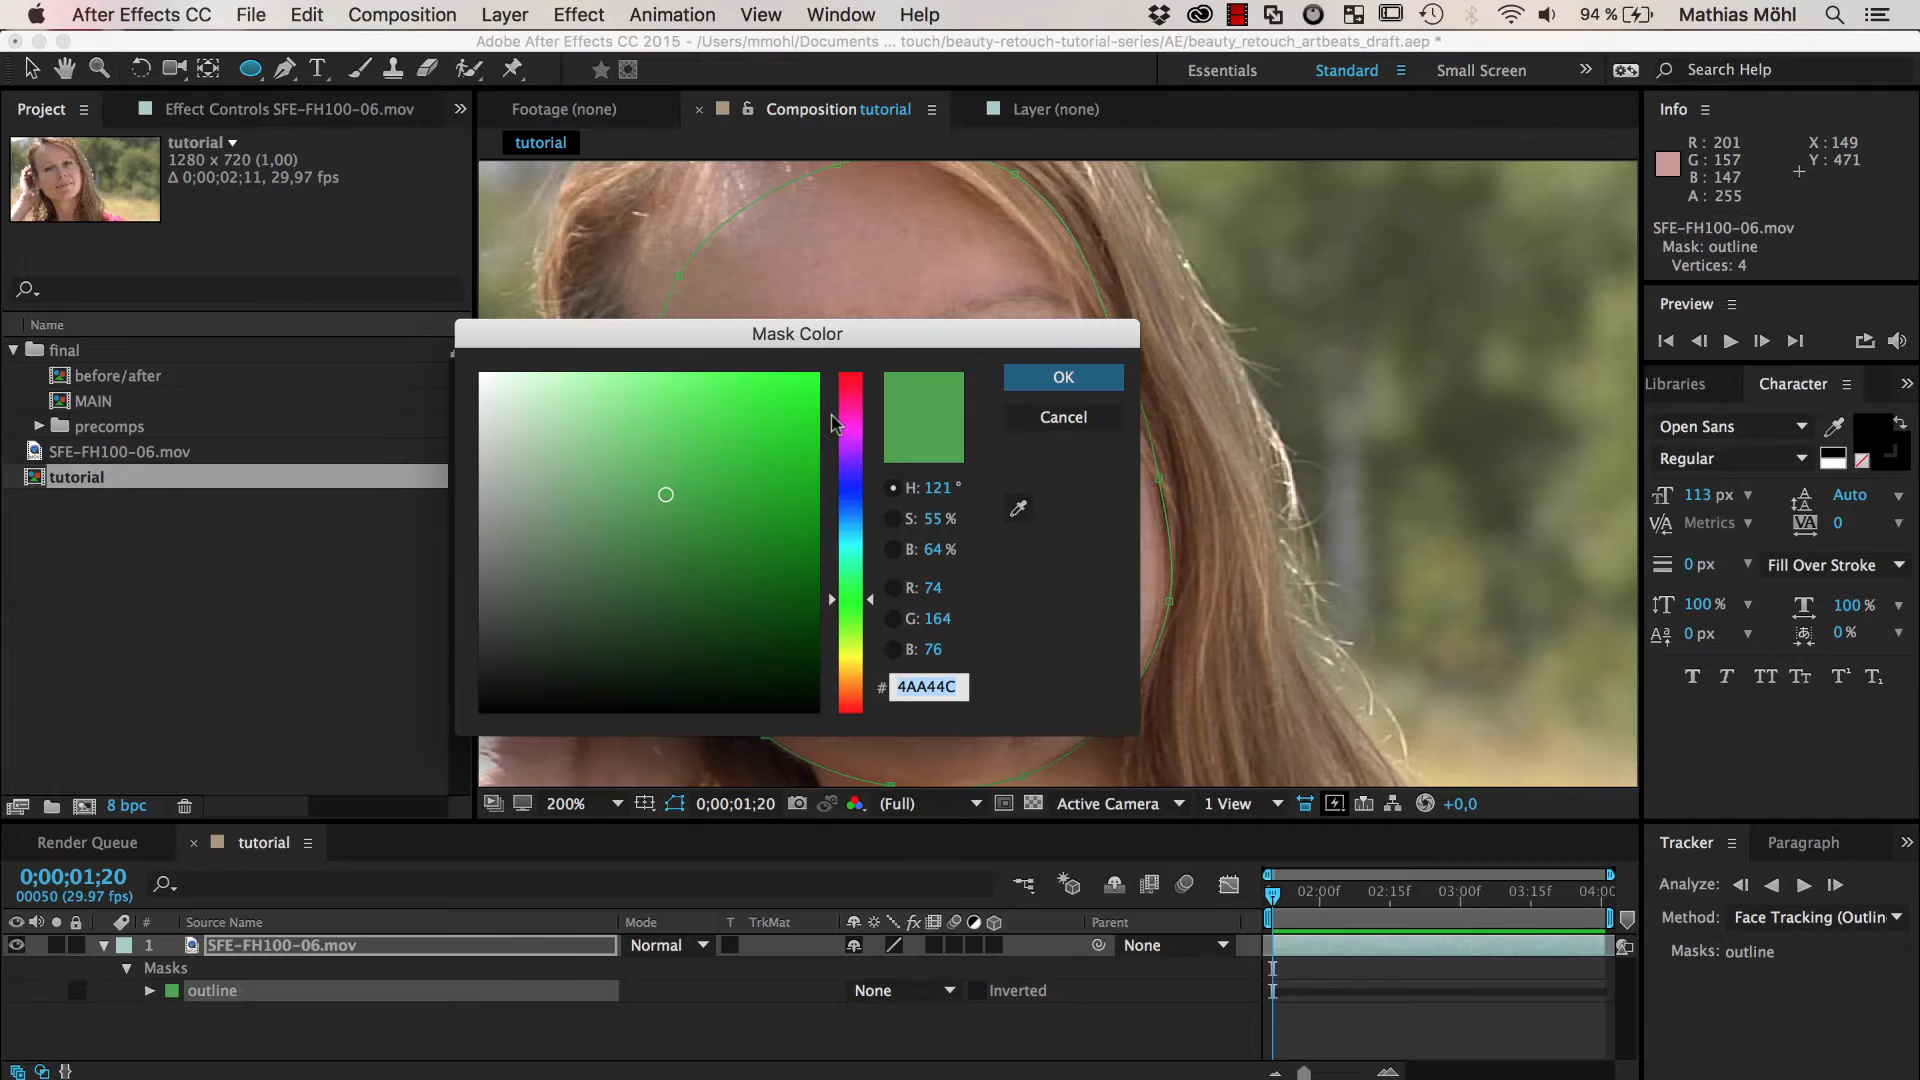 After Effects CC File Edit Composition Layer Effect Animation View Window Help 94 % Mathias Möhl
Adobe After Effects CC 2015 - /Users/mmohl/Documents ... touch/beauty-retouch-tutorial-series/AE/beauty_retouch_artbeats_draft.aep *
T Essentials Standard Small Screen » Search Help
Project Effect Controls SFE-FH100-06.mov » Footage (none) × Composition tutorial Layer (none) Info
tutorial
1280 x 720 (1,00)
Δ 0;00;02;11, 29,97 fps
tutorial
R : 201 X : 149
G : 157 Y : 471
B : 147
A : 255
SFE-FH100-06.mov
Mask: outline
Vertices: 4
Preview
Name
final
before/after
MAIN
precomps
SFE-FH100-06.mov
tutorial
Mask Color
OK
Cancel
H: 121 °
S: 55 %
B: 64 %
R: 74
G: 164
B: 76
# 4AA44C
Libraries Character »
Open Sans
Regular
113 px Auto
Metrics 0
0 px Fill Over Stroke
100 % 100 %
0 px 0 %
T T TT Tᴛ T¹ T₁
8 bpc
200% 0;00;01;20 (Full) Active Camera 1 View +0,0
Render Queue × tutorial
0;00;01;20
00050 (29.97 fps)
02:00f 02:15f 03:00f 03:15f 04:00
# Source Name Mode T TrkMat fx Parent
1 SFE-FH100-06.mov Normal None
Masks
outline None Inverted
Tracker Paragraph »
Analyze:
Method: Face Tracking (Outlin
Masks: outline